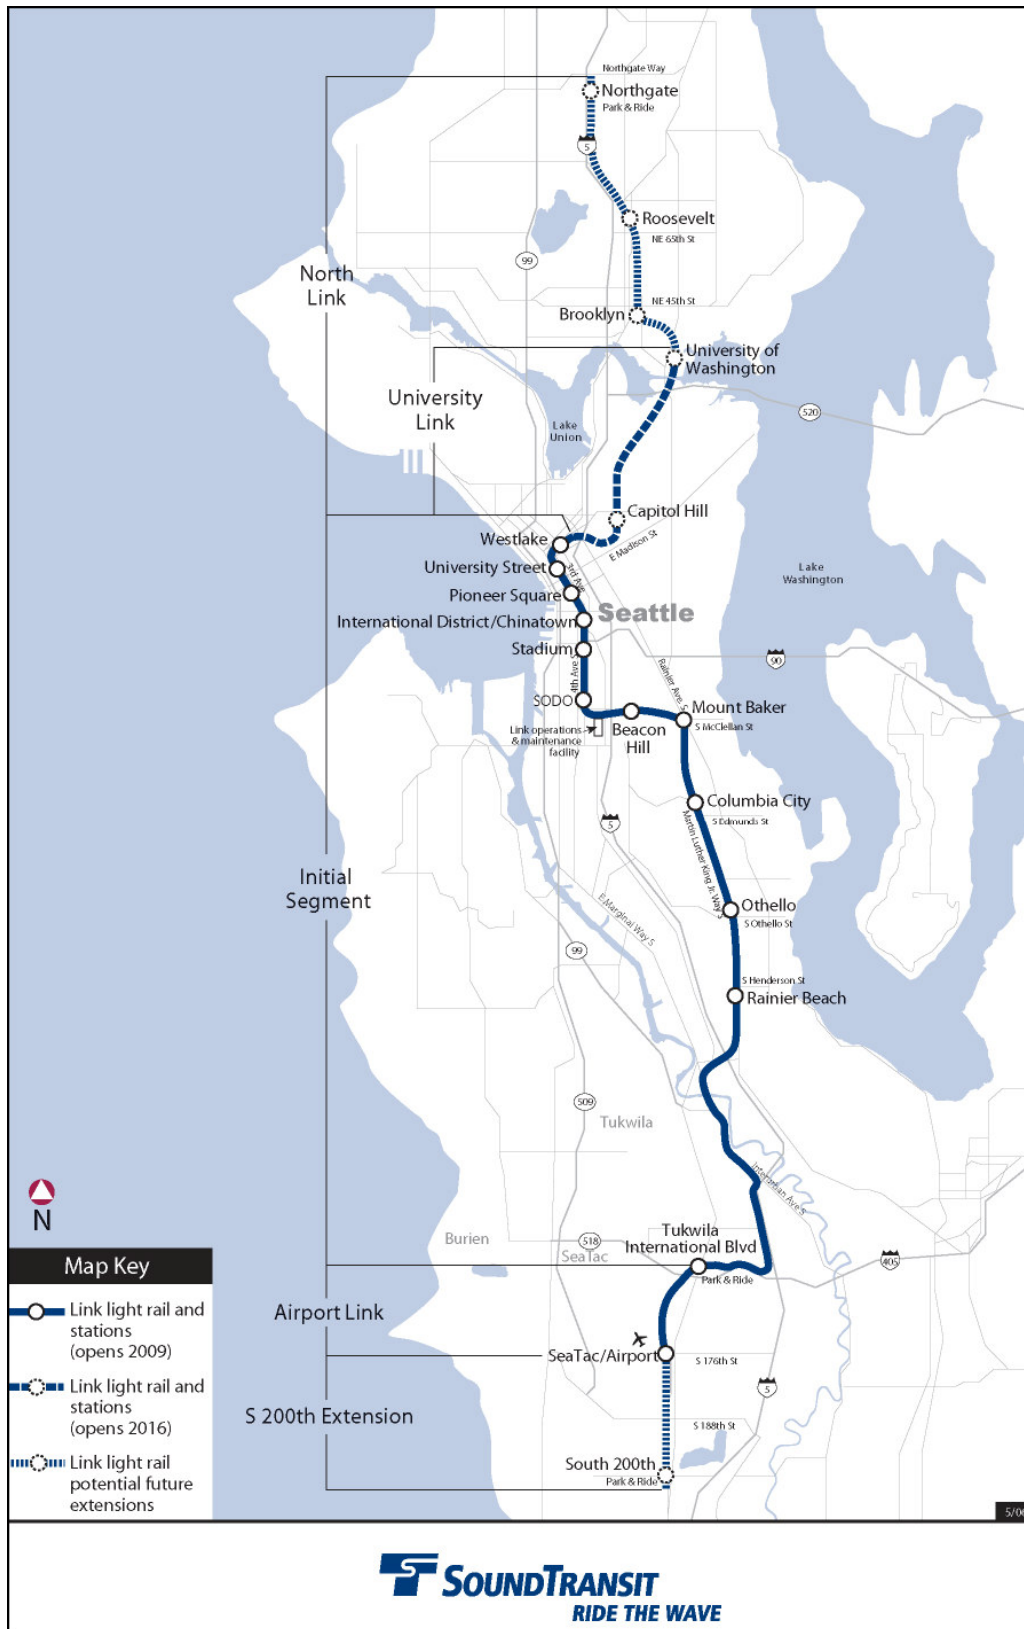 Northgate Way
Northgate
Park & Ride
5
Roosevelt
NE 65th St
99
North
Link
NE 45th St
Brooklyn
University of
Washington
University
Link
520
Lake
Union
Capitol Hill
Westlake
E Madison St
University Street
3rd Ave
Lake
Washington
Pioneer Square
Seattle
International District/Chinatown
Stadium
4th Ave S
90
Rainier Ave. S
SODO
Mount Baker
S McClellan St
Beacon
Hill
Link operations
& maintenance
facility
Columbia City
S Edmunds St
5
Martin Luther King Jr. Way S
Initial
Segment
Othello
S Othello St
E Marginal Way S
99
S Henderson St
Rainier Beach
509
Tukwila
Interurban Ave S
N
Burien
518
SeaTac
Tukwila
International Blvd
Park & Ride
405
Map Key
Link light rail and
stations
(opens 2009)
Link light rail and
stations
(opens 2016)
Link light rail
potential future
extensions
Airport Link
SeaTac/Airport
S 176th St
5
S 200th Extension
S 188th St
South 200th
Park & Ride
5/06
SOUNDTRANSIT
RIDE THE WAVE